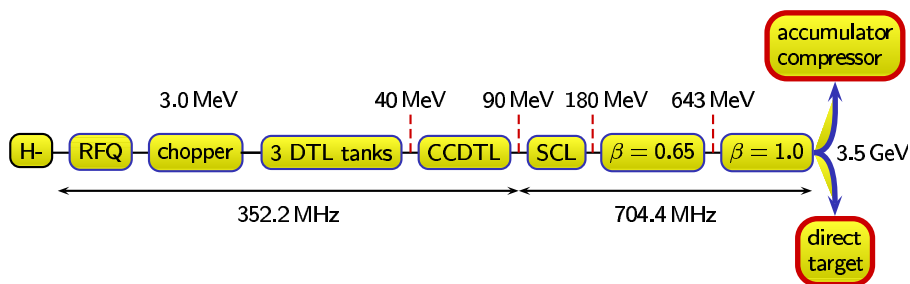 accumulator
compressor
3.0 MeV
40 MeV
90 MeV
180 MeV
643 MeV
H-
RFQ
chopper
3 DTL tanks
CCDTL
SCL
β = 0.65
β = 1.0
3.5 GeV
352.2 MHz
704.4 MHz
direct
target